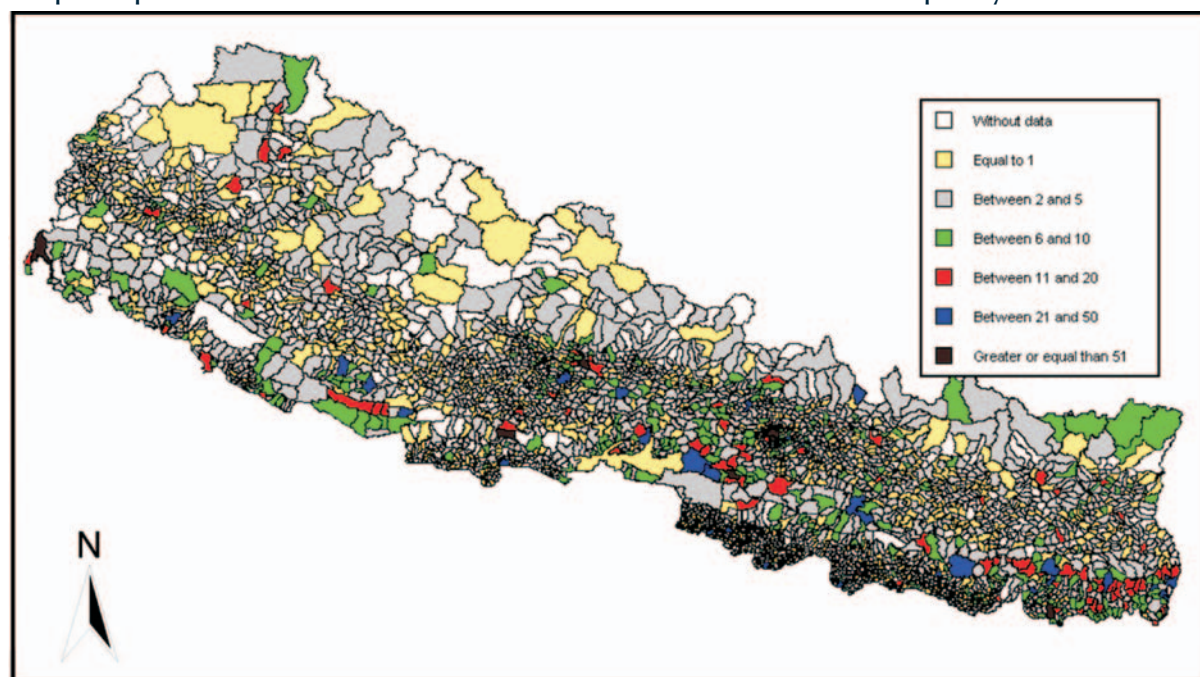 Without data
Equal to 1
Between 2 and 5
Between 6 and 10
Between 11 and 20
Between 21 and 50
Greater or equal than 51
N